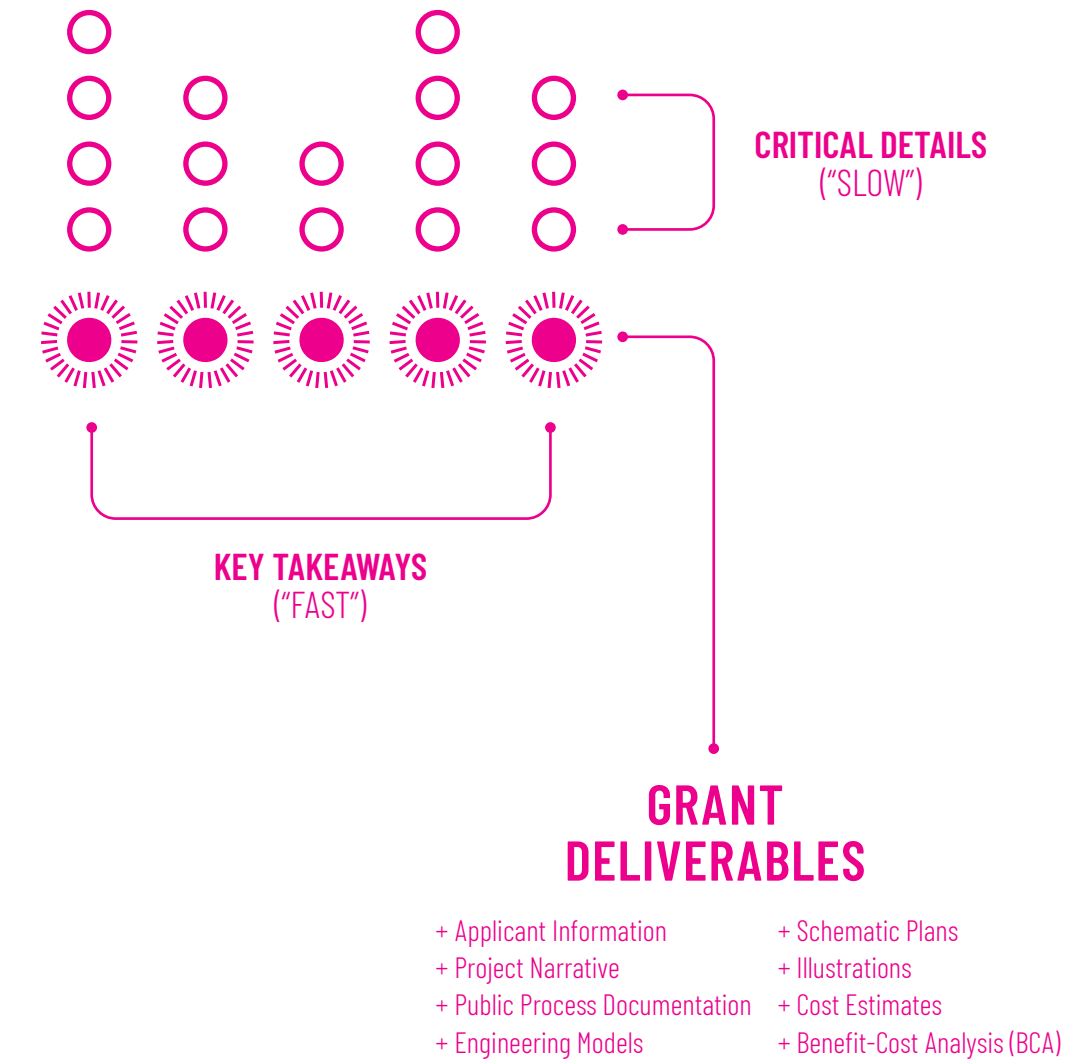 CRITICAL DETAILS
(“SLOW”)
KEY TAKEAWAYS
(“FAST”)
GRANT
DELIVERABLES
+ Applicant Information
+ Project Narrative
+ Public Process Documentation
+ Engineering Models
+ Schematic Plans
+ Illustrations
+ Cost Estimates
+ Benefit-Cost Analysis (BCA)